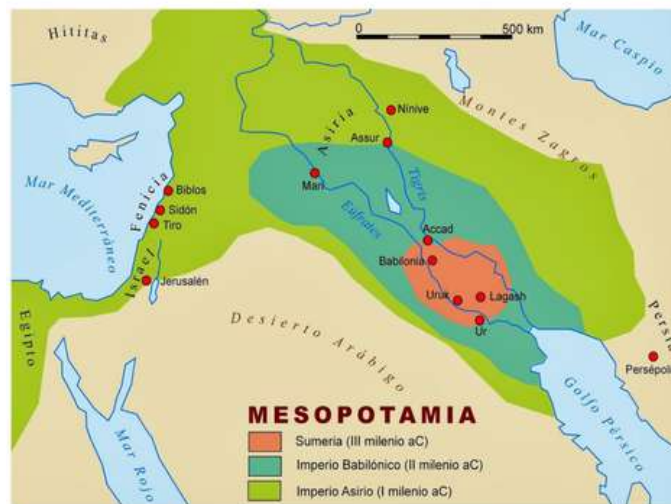 Hititas
0 500 km
Mar Caspio
Montes Zagros
Nínive
Asiria
Assur
Mari
Tigris
Eufrates
Mar Mediterráneo
Fenicia
Biblos
Sidón
Tiro
Israel
Jerusalén
Accad
Babilonia
Uruk
Lagash
Ur
Egipto
Desierto Arábigo
Persia
Persépoli
Golfo Pérsico
Mar Rojo
MESOPOTAMIA
Sumeria (III milenio aC)
Imperio Babilónico (II milenio aC)
Imperio Asirio (I milenio aC)